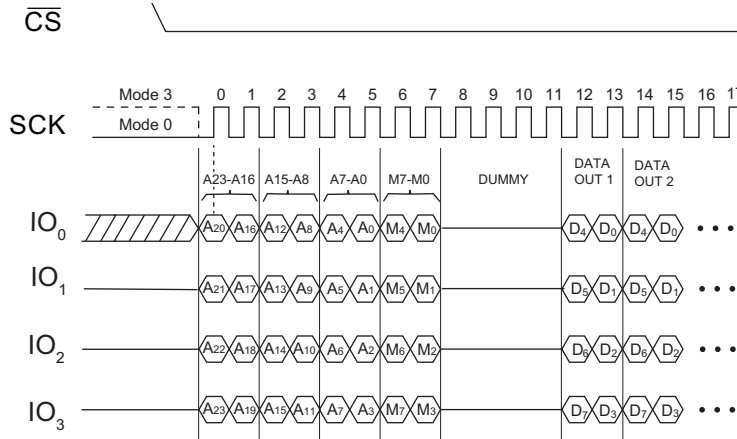 CS
Mode 3 0 1 2 3 4 5 6 7 8 9 10 11 12 13 14 15 16 17
SCK Mode 0
A23-A16 A15-A8 A7-A0 M7-M0 DUMMY DATA OUT 1 DATA OUT 2
IO0 A20 A16 A12 A8 A4 A0 M4 M0 D4 D0 D4 D0 • • • •
IO1 A21 A17 A13 A9 A5 A1 M5 M1 D5 D1 D5 D1 • • •
IO2 A22 A18 A14 A10 A6 A2 M6 M2 D6 D2 D6 D2 • • •
IO3 A23 A19 A15 A11 A7 A3 M7 M3 D7 D3 D7 D3 • • •